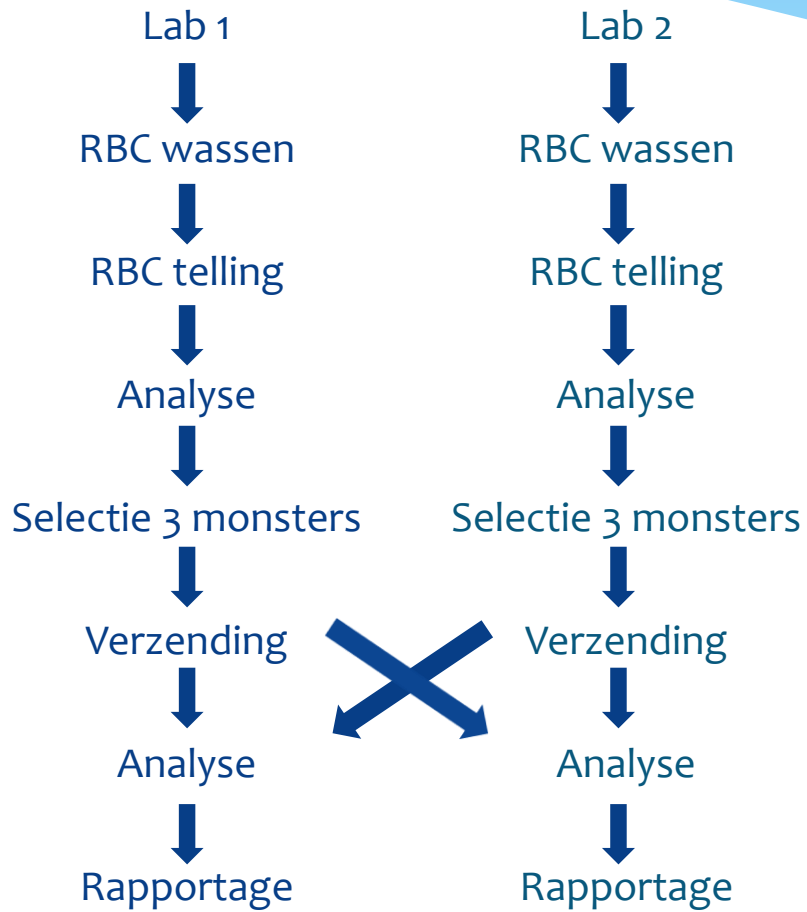 Lab 1
RBC wassen
RBC telling
Analyse
Selectie 3 monsters
Verzending
Analyse
Rapportage
Lab 2
RBC wassen
RBC telling
Analyse
Selectie 3 monsters
Verzending
Analyse
Rapportage